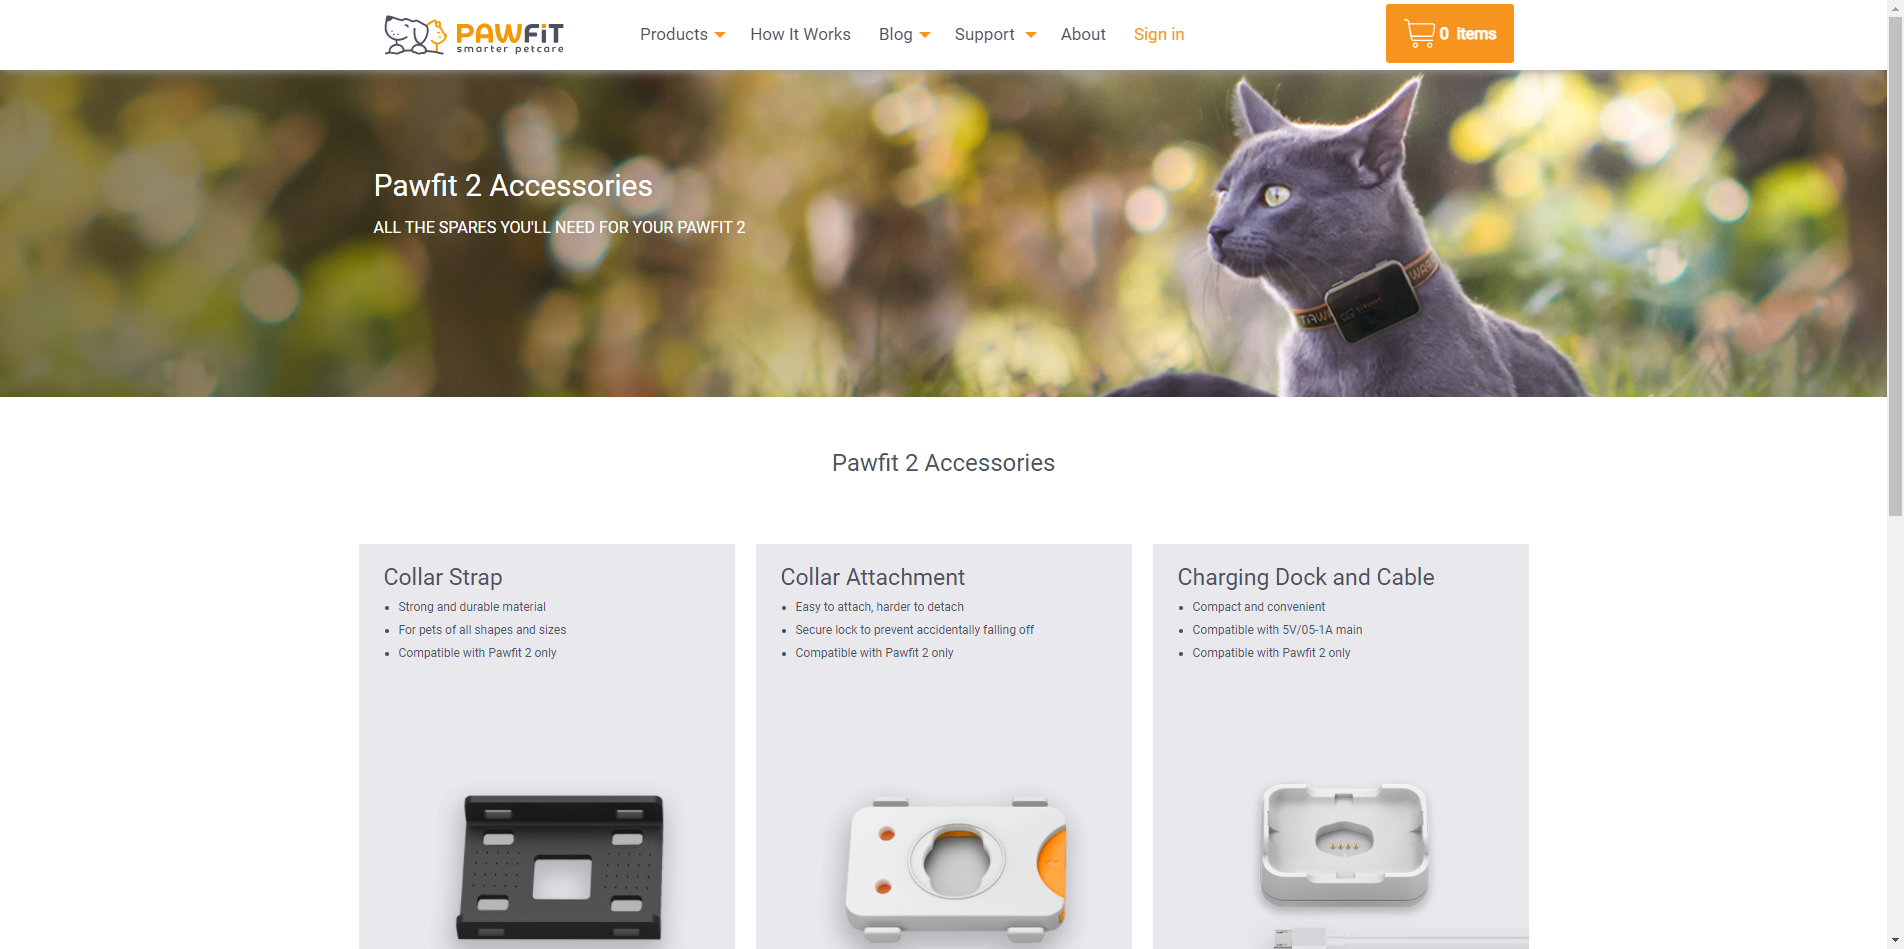 PAWFiT
smarter petcare
Products
How It Works
Blog
Support
About
Sign in
0 items
Pawfit 2 Accessories
ALL THE SPARES YOU'LL NEED FOR YOUR PAWFIT 2
Pawfit 2 Accessories
Collar Strap
Strong and durable material
For pets of all shapes and sizes
Compatible with Pawfit 2 only
Collar Attachment
Easy to attach, harder to detach
Secure lock to prevent accidentally falling off
Compatible with Pawfit 2 only
Charging Dock and Cable
Compact and convenient
Compatible with 5V/05-1A main
Compatible with Pawfit 2 only